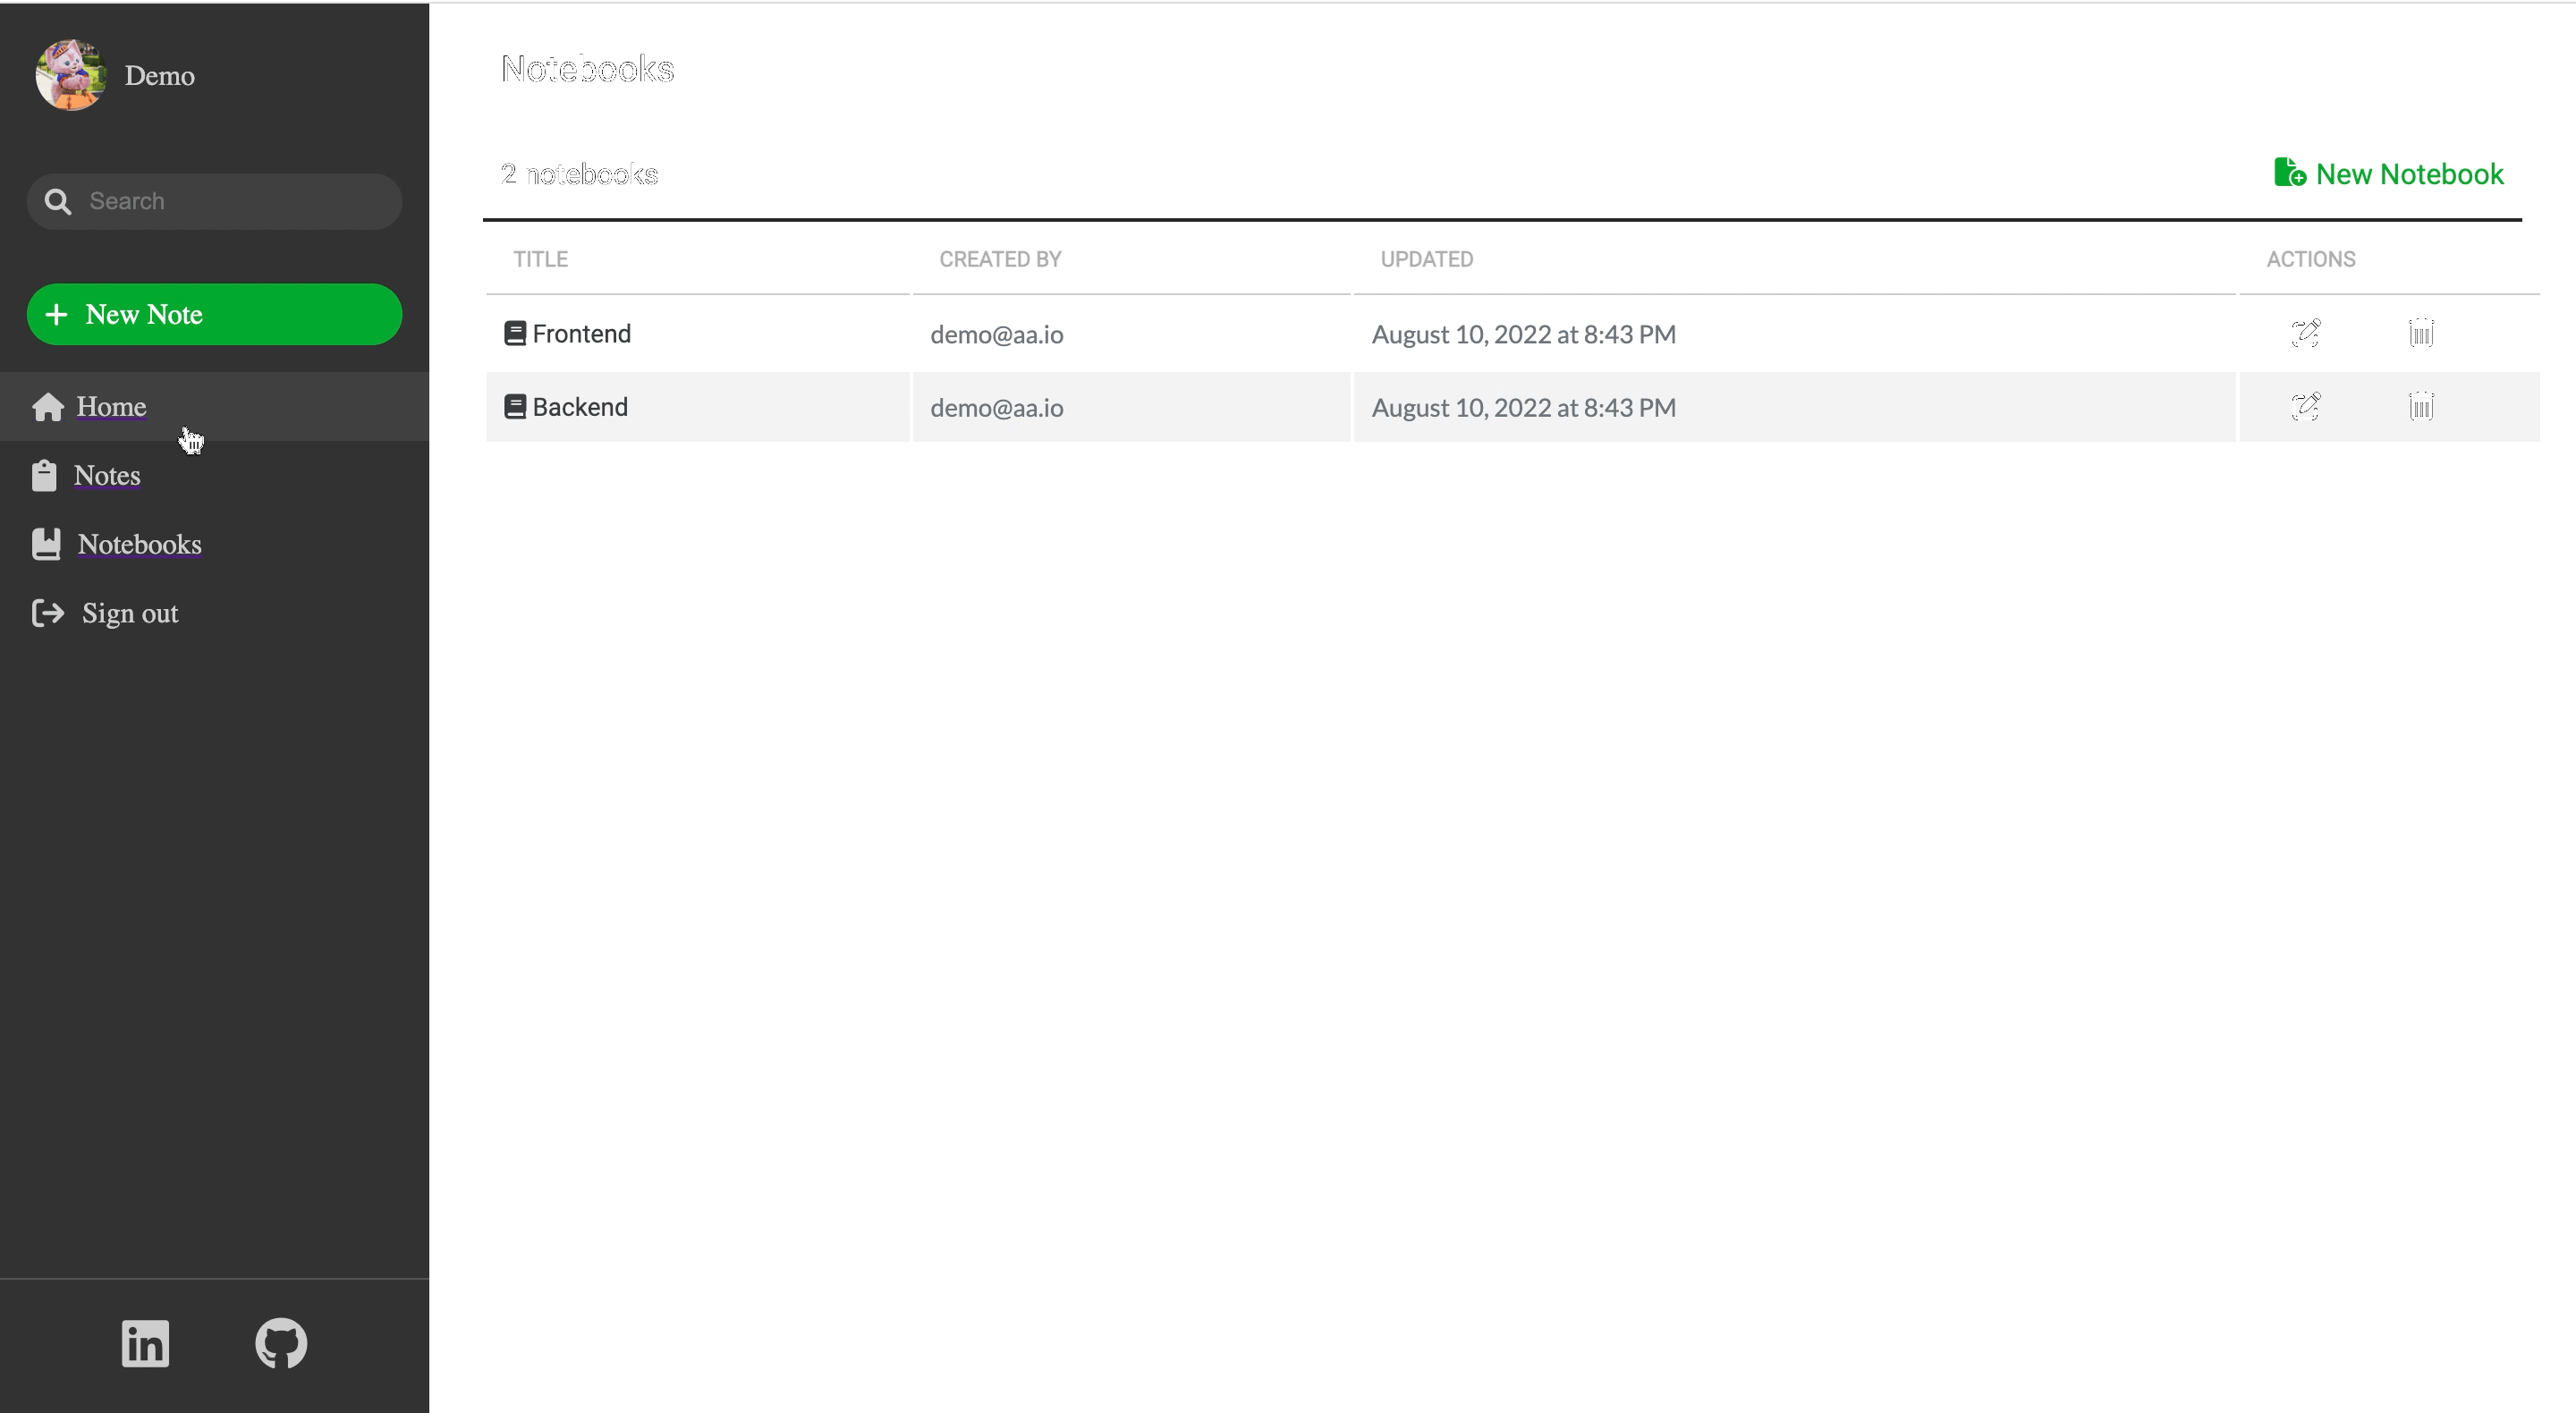 Demo
Search
New Note
Home
Notes
Notebooks
Sign out
in
Notebooks
2 notebooks
New Notebook
TITLE CREATED BY UPDATED ACTIONS
Frontend demo@aa.io August 10, 2022 at 8:43 PM
Backend demo@aa.io August 10, 2022 at 8:43 PM